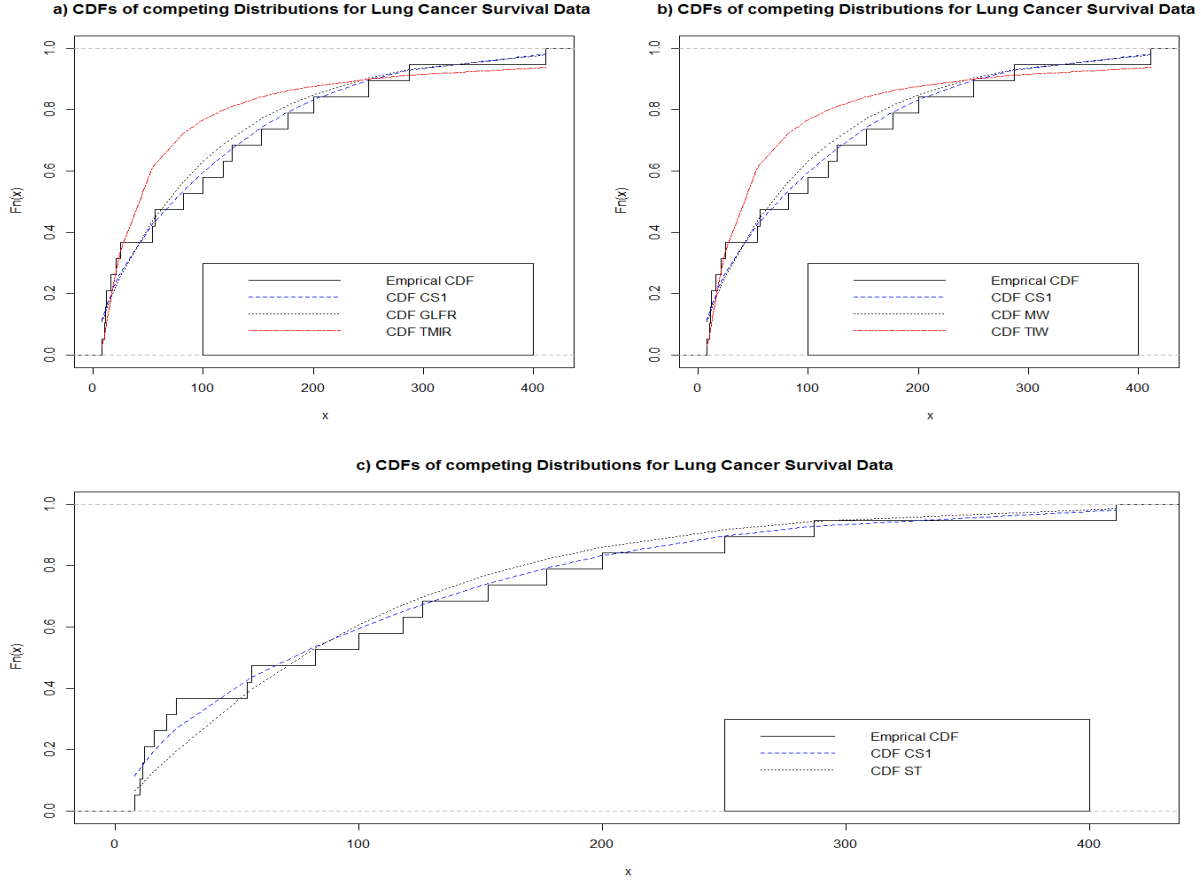 a) CDFs of competing Distributions for Lung Cancer Survival Data
Fn(x)
1.0
0.8
0.6
0.4
0.2
0.0
Emprical CDF
CDF CS1
CDF GLFR
CDF TMIR
0 100 200 300 400
x
b) CDFs of competing Distributions for Lung Cancer Survival Data
Fn(x)
1.0
0.8
0.6
0.4
0.2
0.0
Emprical CDF
CDF CS1
CDF MW
CDF TIW
0 100 200 300 400
x
c) CDFs of competing Distributions for Lung Cancer Survival Data
Fn(x)
1.0
0.8
0.6
0.4
0.2
0.0
Emprical CDF
CDF CS1
CDF ST
0 100 200 300 400
x